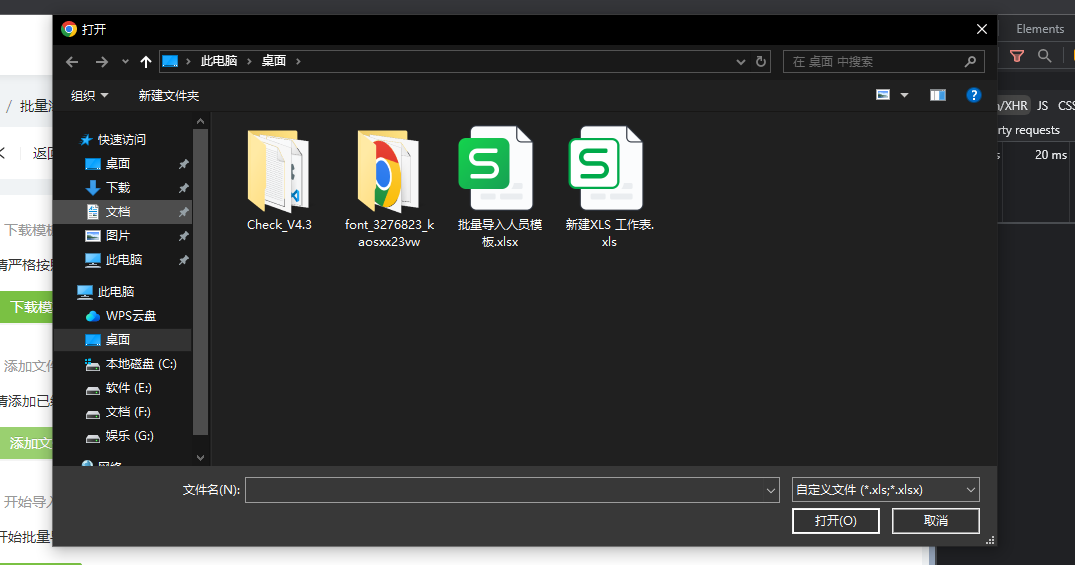 打开
Elements
此电脑
桌面
在 桌面 中搜索
组织
新建文件夹
/ 批量
/XHR JS CSS
rty requests
20 ms
快速访问
桌面
下载
文档
图片
此电脑
此电脑
WPS云盘
桌面
本地磁盘 (C:)
软件 (E:)
文档 (F:)
娱乐 (G:)
网络
Check_V4.3
font_3276823_k
aosxx23vw
批量导入人员模
板.xlsx
新建XLS 工作表.
xls
返回
下载模板
请严格按
下载模
添加文件
请添加已
添加文
开始导入
开始批量
文件名(N):
自定义文件 (*.xls;*.xlsx)
打开(O)
取消